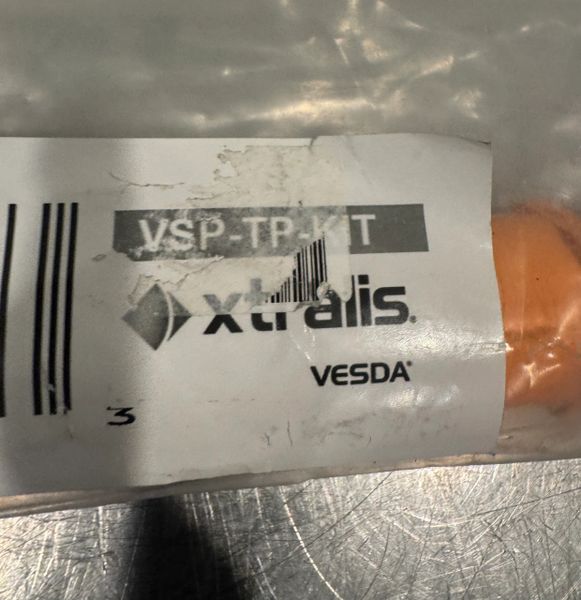 VSP-TP-KIT
xtralis.
VESDA®
3